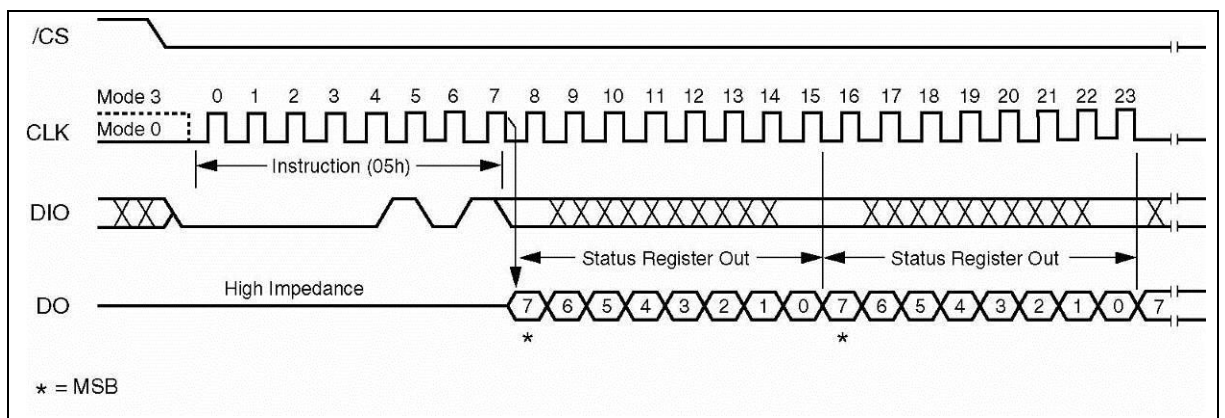 /CS
Mode 3 0 1 2 3 4 5 6 7 8 9 10 11 12 13 14 15 16 17 18 19 20 21 22 23
CLK Mode 0
Instruction (05h)
DIO
Status Register Out Status Register Out
High Impedance
DO 7 6 5 4 3 2 1 0 7 6 5 4 3 2 1 0 7
* *
* = MSB